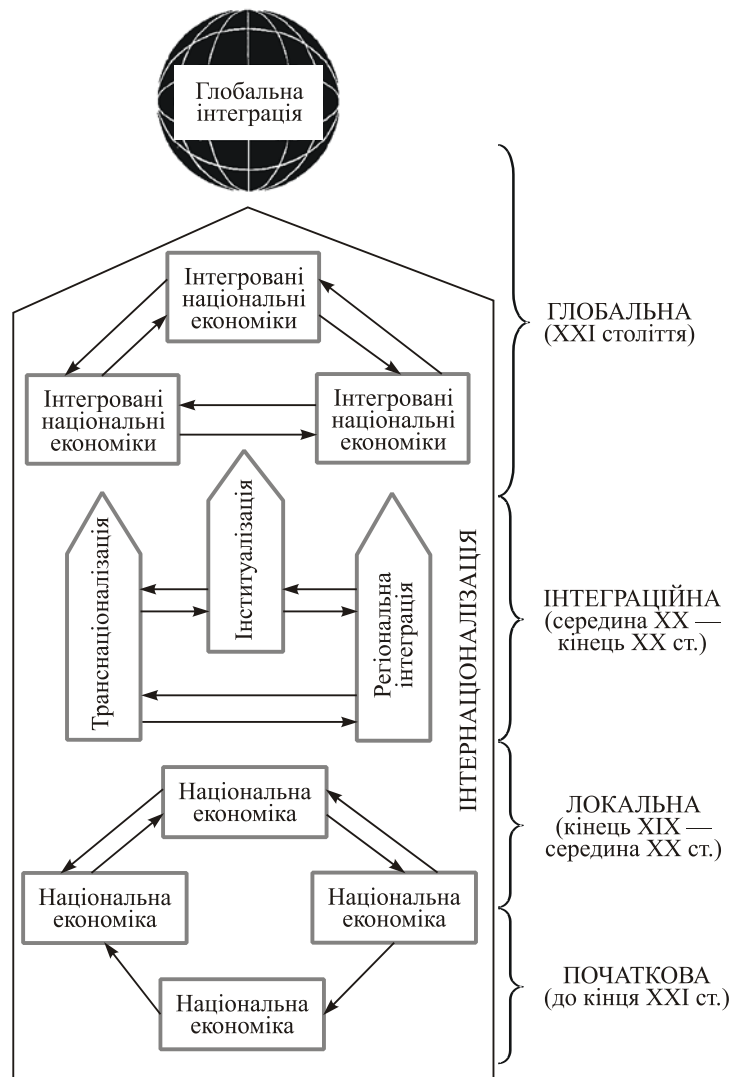 Глобальна
інтеграція
Інтегровані
національні
економіки
Інтегровані
національні
економіки
Інтегровані
національні
економіки
ГЛОБАЛЬНА
(XXI століття)
Транснаціоналізація
Інституалізація
Регіональна
інтеграція
ІНТЕРНАЦІОНАЛІЗАЦІЯ
ІНТЕГРАЦІЙНА
(середина XX —
кінець XX ст.)
Національна
економіка
Національна
економіка
Національна
економіка
ЛОКАЛЬНА
(кінець XIX —
середина XX ст.)
Національна
економіка
ПОЧАТКОВА
(до кінця XXI ст.)